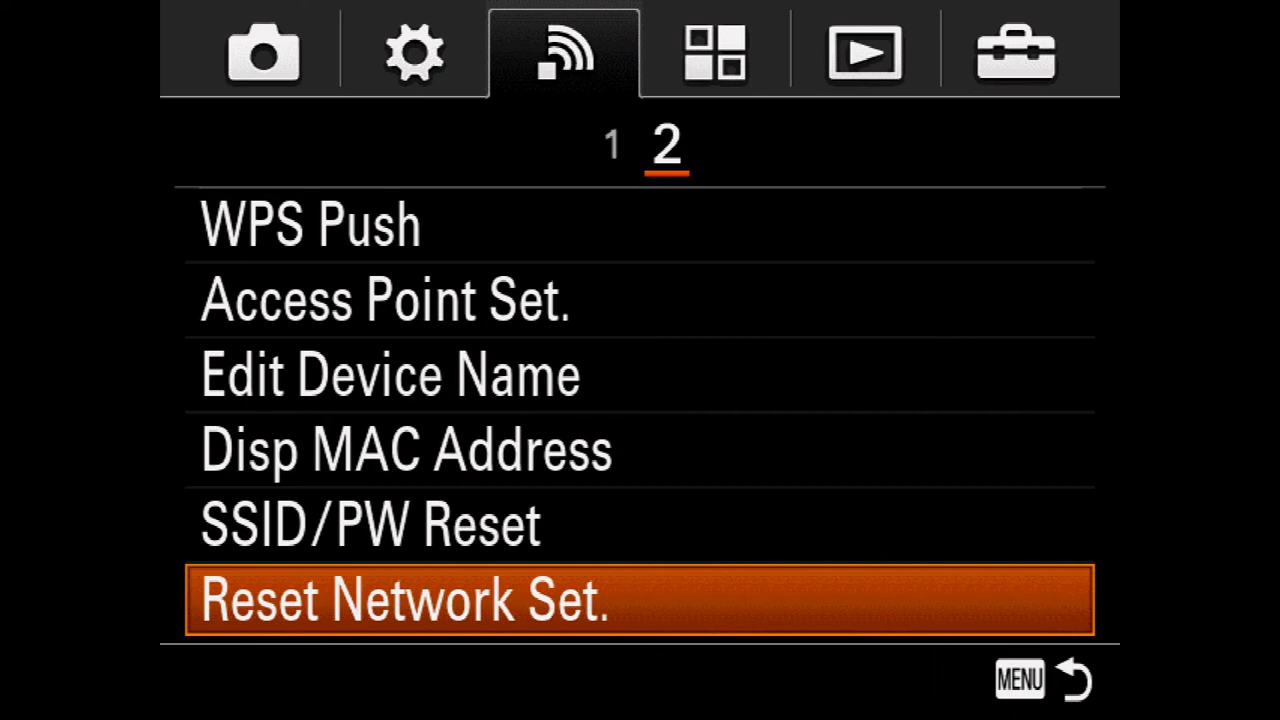 1 2
WPS Push
Access Point Set.
Edit Device Name
Disp MAC Address
SSID/PW Reset
Reset Network Set.
MENU